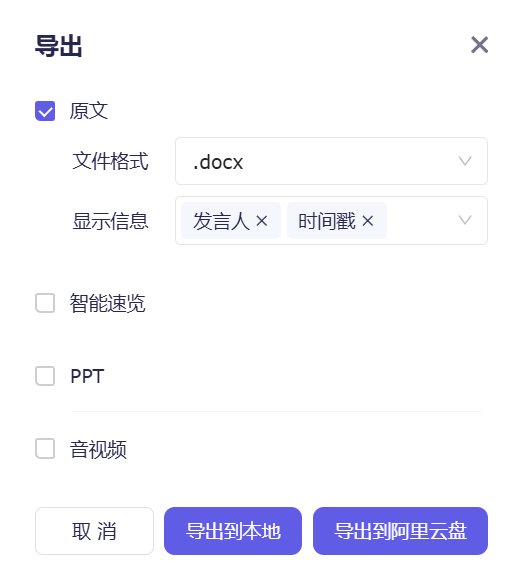 导出
原文
文件格式 .docx
显示信息 发言人 × 时间戳 ×
智能速览
PPT
音视频
取 消 导出到本地 导出到阿里云盘